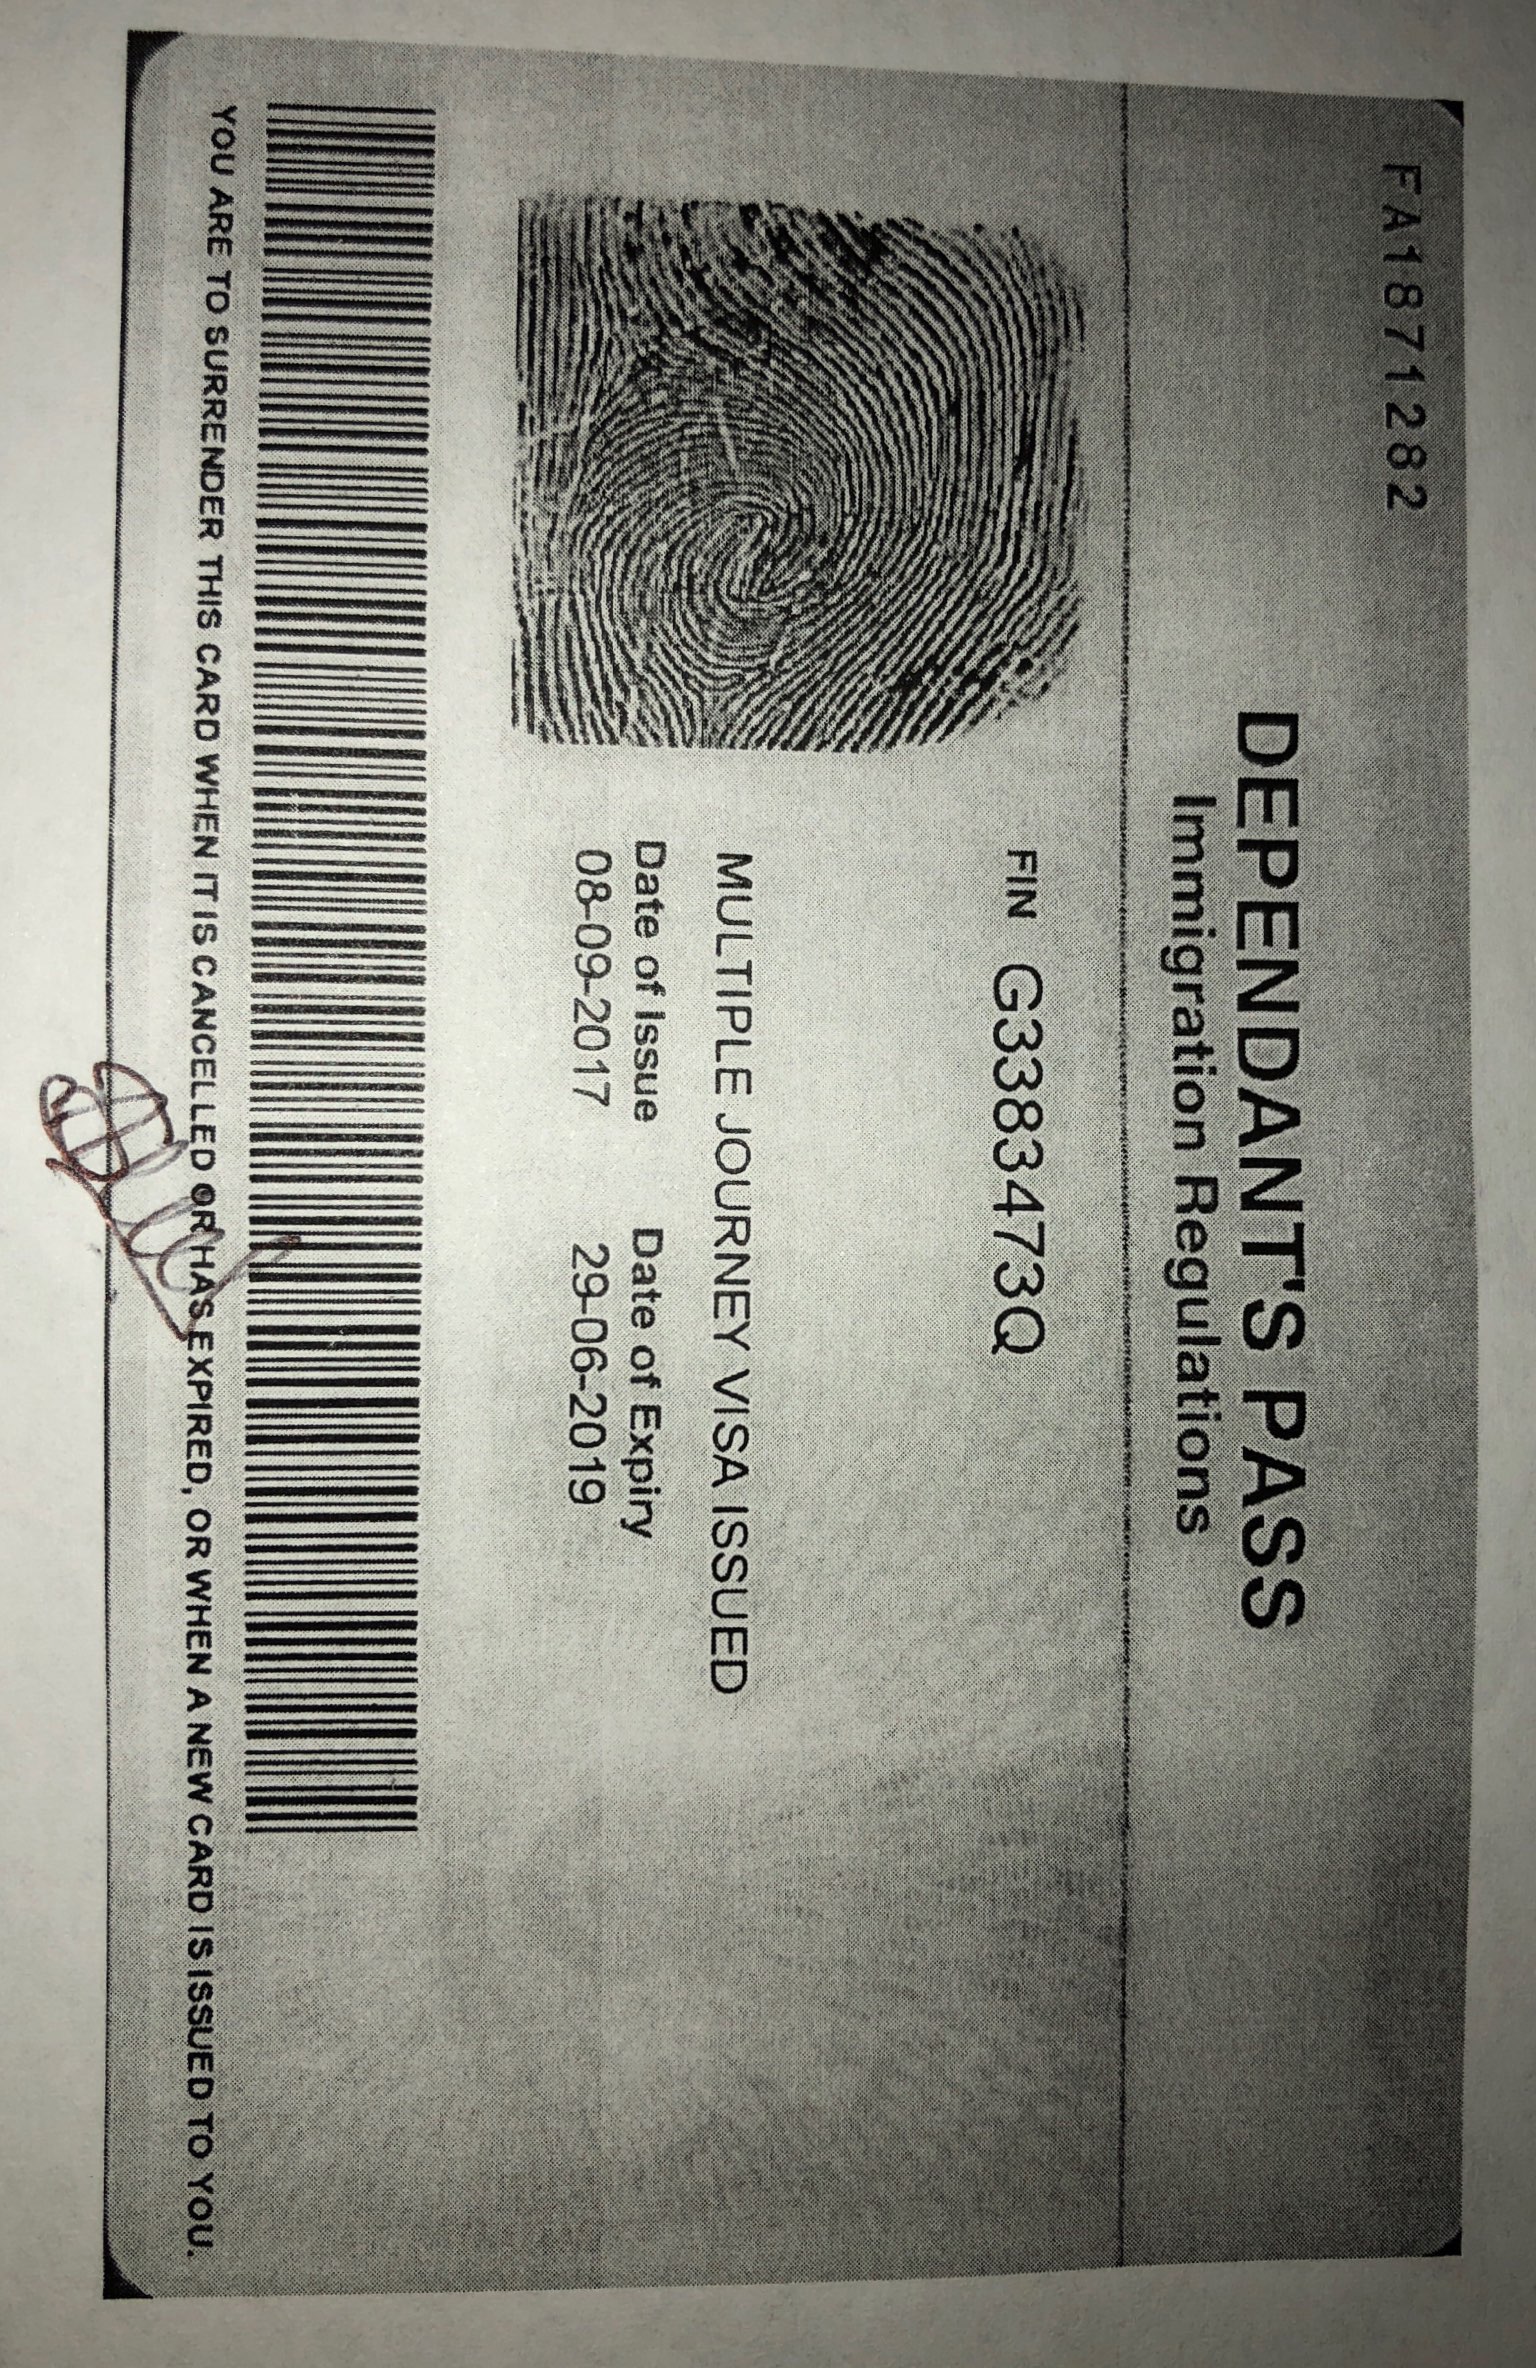 FA1871282
DEPENDANT'S PASS
Immigration Regulations
FIN G3383473Q
MULTIPLE JOURNEY VISA ISSUED
Date of Issue Date of Expiry
08-09-2017 29-06-2019
YOU ARE TO SURRENDER THIS CARD WHEN IT IS CANCELLED OR HAS EXPIRED, OR WHEN A NEW CARD IS ISSUED TO YOU.